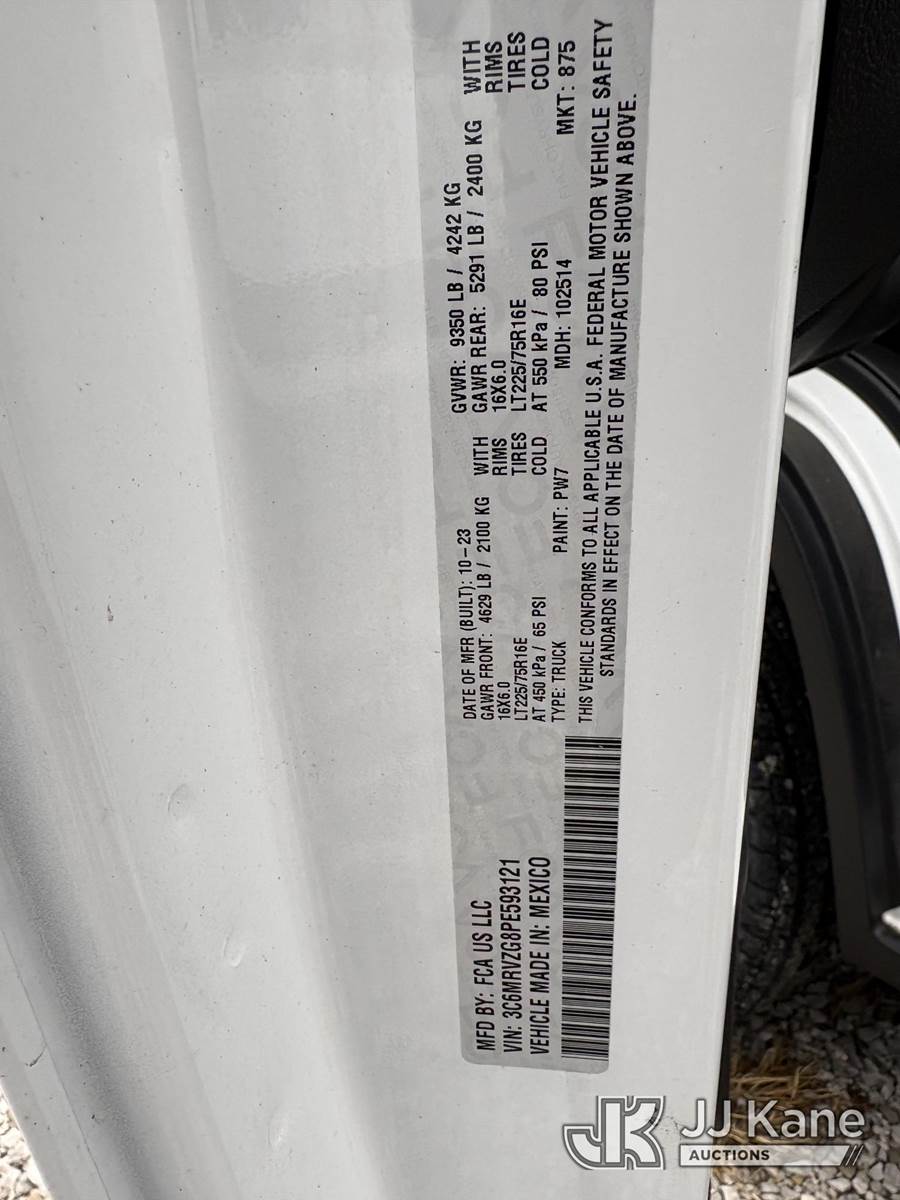 MFD BY: FCA US LLC
VIN: 3C6MRVZG8PE593121
VEHICLE MADE IN: MEXICO
DATE OF MFR (BUILT): 10-23
GAWR FRONT: 4629 LB / 2100 KG WITH
16X6.0 RIMS
LT225/75R16E TIRES
AT 450 kPa / 65 PSI COLD
GVWR: 9350 LB / 4242 KG
GAWR REAR: 5291 LB / 2400 KG WITH
16X6.0 RIMS
LT225/75R16E TIRES
AT 550 kPa / 80 PSI COLD
TYPE: TRUCK PAINT: PW7 MDH: 102514 MKT: 875
THIS VEHICLE CONFORMS TO ALL APPLICABLE U.S.A. FEDERAL MOTOR VEHICLE SAFETY
STANDARDS IN EFFECT ON THE DATE OF MANUFACTURE SHOWN ABOVE.
JK JJ Kane
AUCTIONS